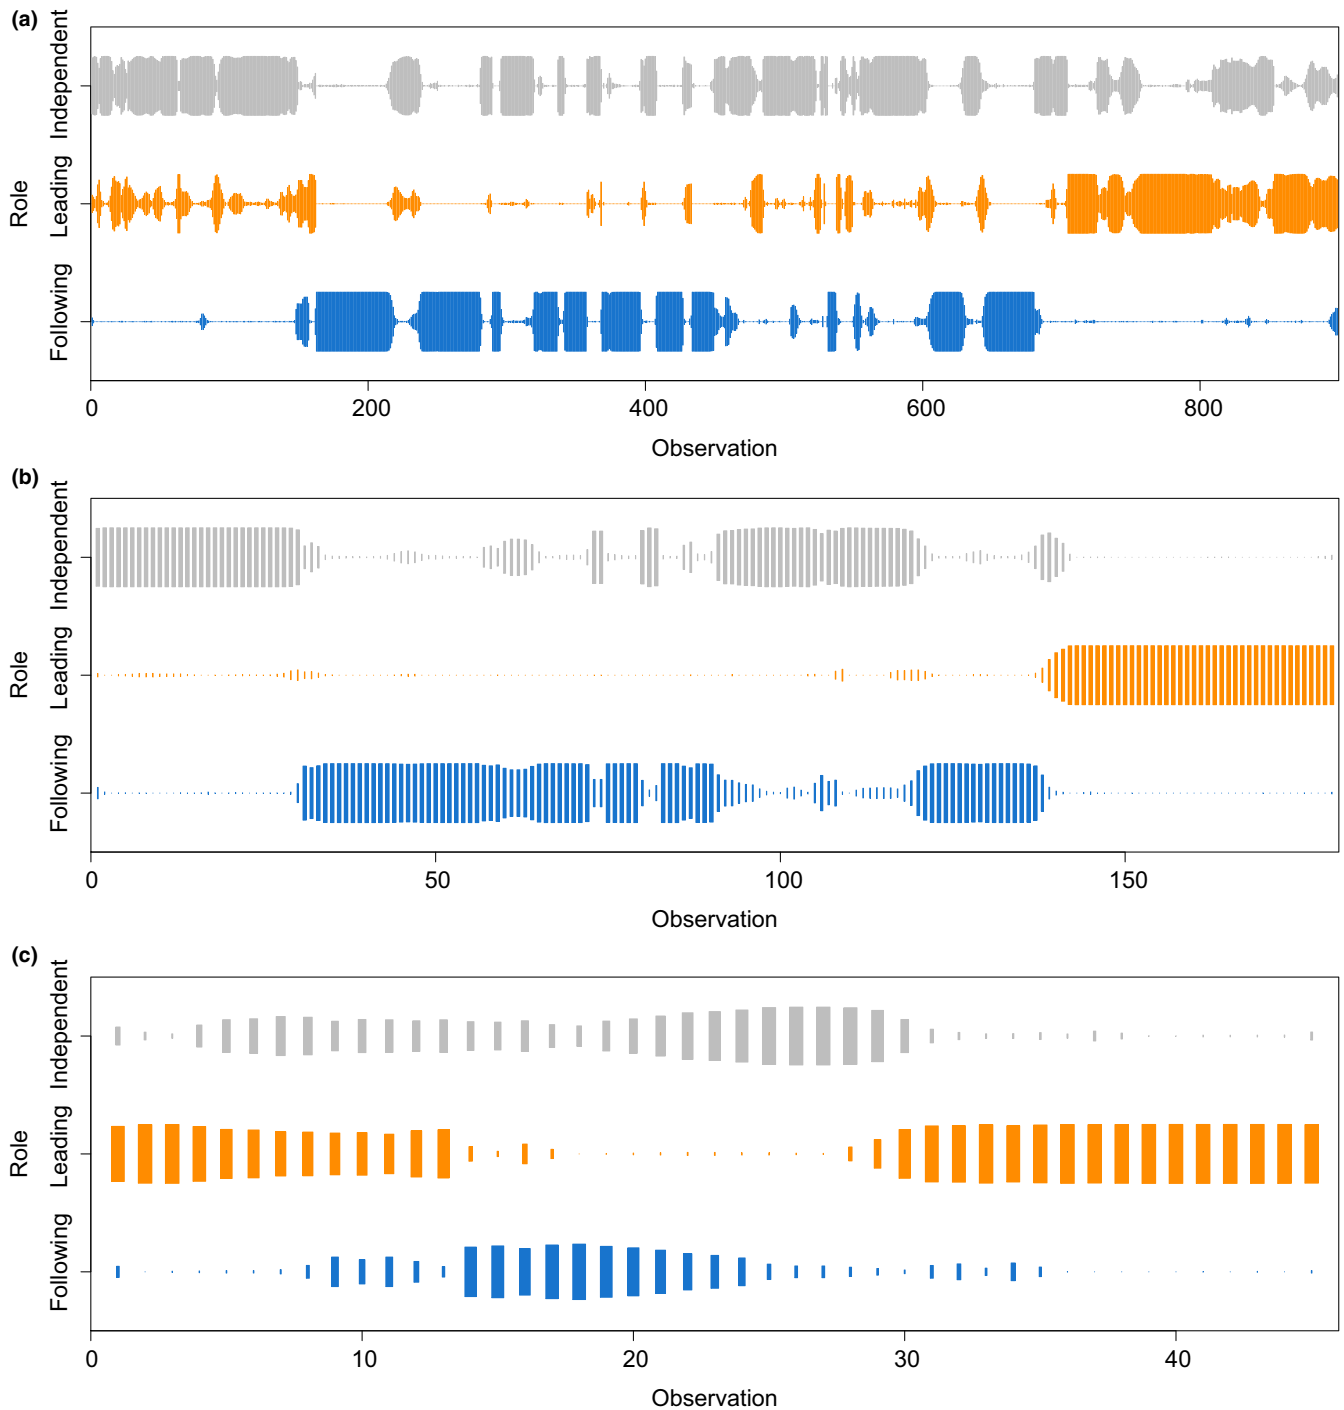 (a)
Independent
Leading
Following
Role
0 200 400 600 800
Observation
(b)
Independent
Leading
Following
Role
0 50 100 150
Observation
(c)
Independent
Leading
Following
Role
0 10 20 30 40
Observation